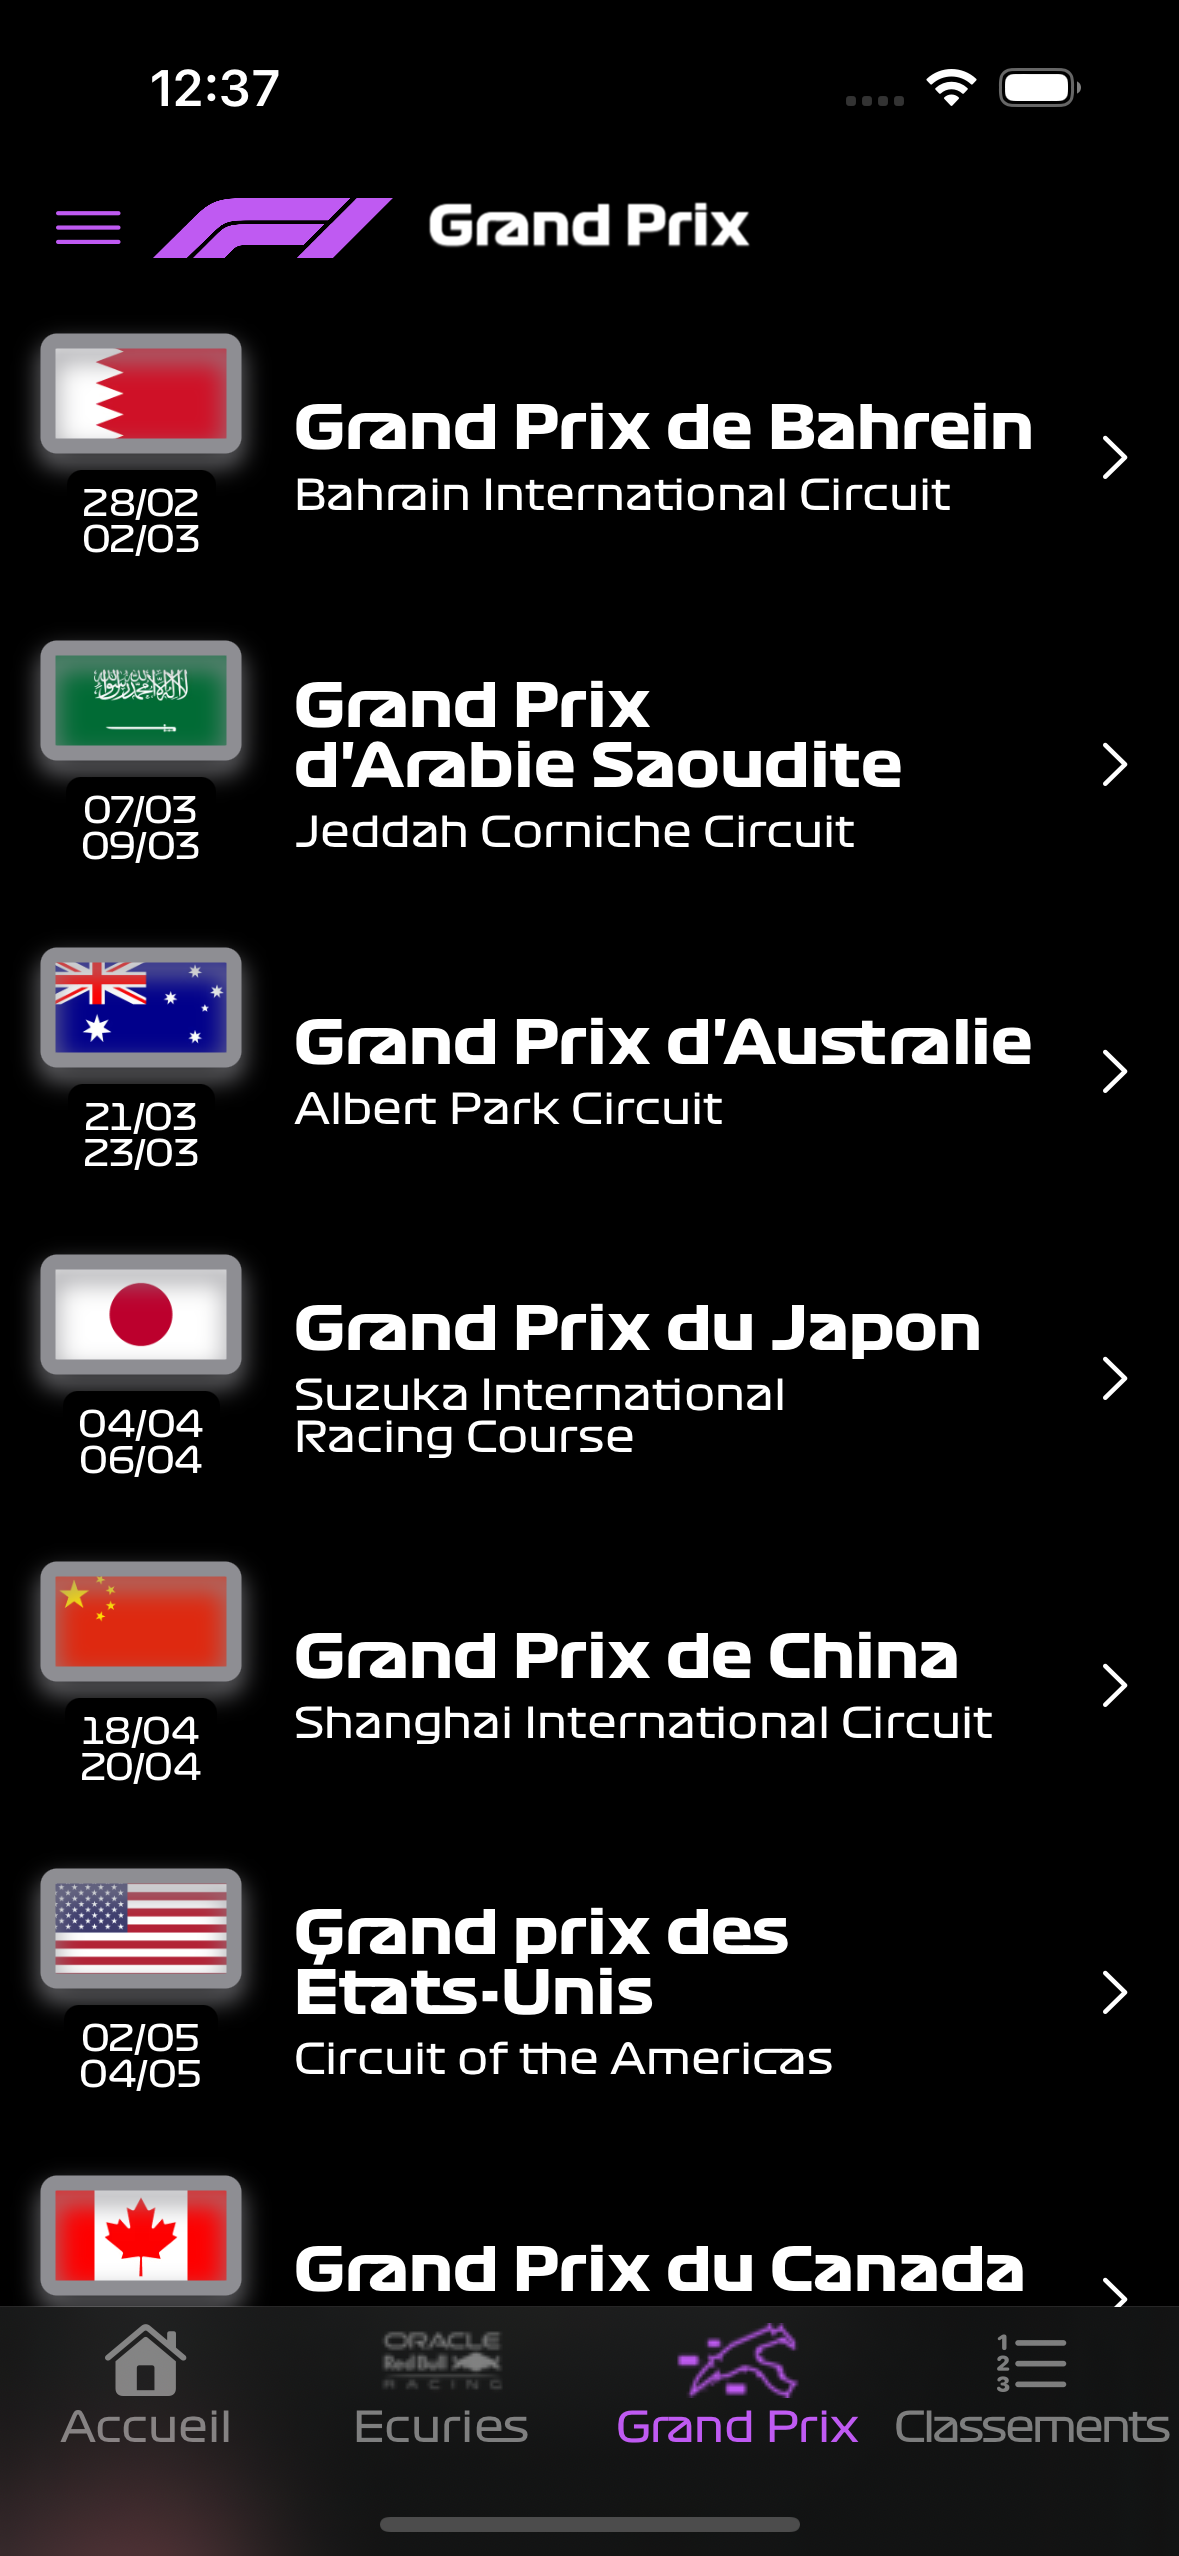 12:37
F1 Grand Prix
Grand Prix de Bahrein
Bahrain International Circuit
28/02
02/03
Grand Prix
d'Arabie Saoudite
Jeddah Corniche Circuit
07/03
09/03
Grand Prix d'Australie
Albert Park Circuit
21/03
23/03
Grand Prix du Japon
Suzuka International
Racing Course
04/04
06/04
Grand Prix de China
Shanghai International Circuit
18/04
20/04
Grand prix des
États-Unis
Circuit of the Americas
02/05
04/05
Grand Prix du Canada
ORACLE
Red Bull
RACING
1
2
3
Accueil
Ecuries
Grand Prix
Classements